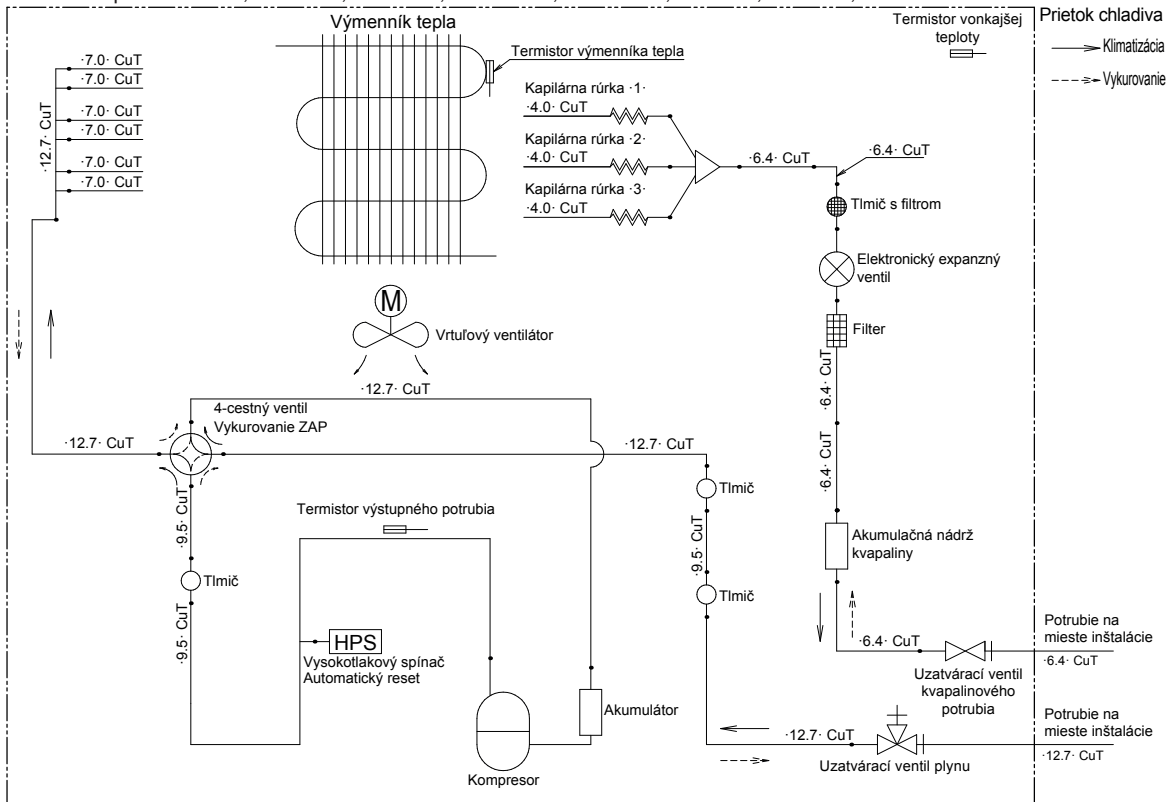 Výmenník tepla
Termistor vonkajšej
teploty
Prietok chladiva
Klimatizácia
Vykurovanie
·7.0· CuT
·7.0· CuT
·7.0· CuT
·7.0· CuT
·7.0· CuT
·7.0· CuT
·12.7· CuT
Termistor výmenníka tepla
Kapilárna rúrka ·1·
·4.0· CuT
Kapilárna rúrka ·2·
·4.0· CuT
Kapilárna rúrka ·3·
·4.0· CuT
·6.4· CuT
·6.4· CuT
Tlmič s filtrom
Elektronický expanzný
ventil
Filter
·6.4· CuT
·6.4· CuT
M
Vrtuľový ventilátor
·12.7· CuT
4-cestný ventil
Vykurovanie ZAP
·12.7· CuT
·12.7· CuT
·9.5· CuT
Tlmič
·9.5· CuT
Termistor výstupného potrubia
HPS
Vysokotlakový spínač
Automatický reset
Kompresor
Akumulátor
Tlmič
·9.5· CuT
Tlmič
Akumulačná nádrž
kvapaliny
·6.4· CuT
Uzatvárací ventil
kvapalinového
potrubia
Potrubie na
mieste inštalácie
·6.4· CuT
·12.7· CuT
Uzatvárací ventil plynu
Potrubie na
mieste inštalácie
·12.7· CuT